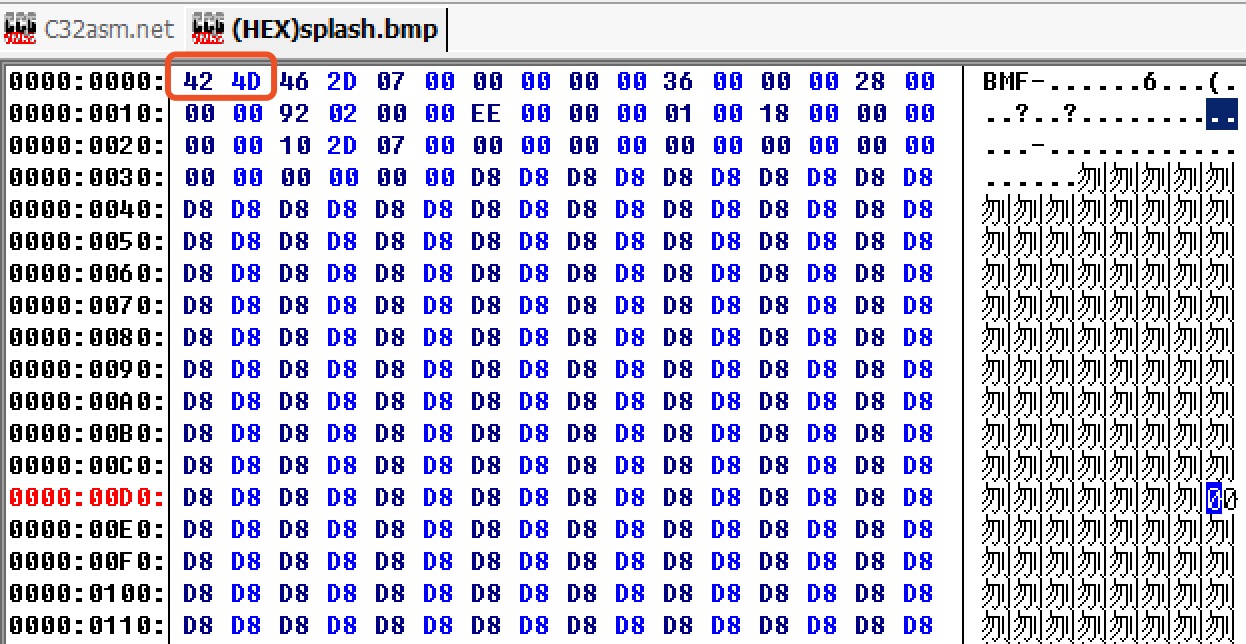 C32asm.net (HEX)splash.bmp
0000:0000: 42 4D 46 2D 07 00 00 00 00 00 36 00 00 00 28 00 BMF-......6...(.
0000:0010: 00 00 92 02 00 00 EE 00 00 00 01 00 18 00 00 00 ..?..?..........
0000:0020: 00 00 10 2D 07 00 00 00 00 00 00 00 00 00 00 00 ...-............
0000:0030: 00 00 00 00 00 00 D8 D8 D8 D8 D8 D8 D8 D8 D8 D8 ......刎刎刎刎刎
0000:0040: D8 D8 D8 D8 D8 D8 D8 D8 D8 D8 D8 D8 D8 D8 D8 D8 刎刎刎刎刎刎刎刎
0000:0050: D8 D8 D8 D8 D8 D8 D8 D8 D8 D8 D8 D8 D8 D8 D8 D8 刎刎刎刎刎刎刎刎
0000:0060: D8 D8 D8 D8 D8 D8 D8 D8 D8 D8 D8 D8 D8 D8 D8 D8 刎刎刎刎刎刎刎刎
0000:0070: D8 D8 D8 D8 D8 D8 D8 D8 D8 D8 D8 D8 D8 D8 D8 D8 刎刎刎刎刎刎刎刎
0000:0080: D8 D8 D8 D8 D8 D8 D8 D8 D8 D8 D8 D8 D8 D8 D8 D8 刎刎刎刎刎刎刎刎
0000:0090: D8 D8 D8 D8 D8 D8 D8 D8 D8 D8 D8 D8 D8 D8 D8 D8 刎刎刎刎刎刎刎刎
0000:00A0: D8 D8 D8 D8 D8 D8 D8 D8 D8 D8 D8 D8 D8 D8 D8 D8 刎刎刎刎刎刎刎刎
0000:00B0: D8 D8 D8 D8 D8 D8 D8 D8 D8 D8 D8 D8 D8 D8 D8 D8 刎刎刎刎刎刎刎刎
0000:00C0: D8 D8 D8 D8 D8 D8 D8 D8 D8 D8 D8 D8 D8 D8 D8 D8 刎刎刎刎刎刎刎刎
0000:00D0: D8 D8 D8 D8 D8 D8 D8 D8 D8 D8 D8 D8 D8 D8 D8 D8 刎刎刎刎刎刎刎00
0000:00E0: D8 D8 D8 D8 D8 D8 D8 D8 D8 D8 D8 D8 D8 D8 D8 D8 刎刎刎刎刎刎刎刎
0000:00F0: D8 D8 D8 D8 D8 D8 D8 D8 D8 D8 D8 D8 D8 D8 D8 D8 刎刎刎刎刎刎刎刎
0000:0100: D8 D8 D8 D8 D8 D8 D8 D8 D8 D8 D8 D8 D8 D8 D8 D8 刎刎刎刎刎刎刎刎
0000:0110: D8 D8 D8 D8 D8 D8 D8 D8 D8 D8 D8 D8 D8 D8 D8 D8 刎刎刎刎刎刎刎刎